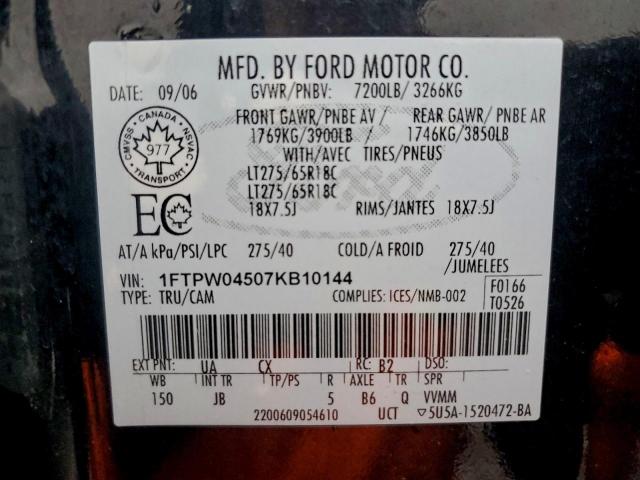 MFD. BY FORD MOTOR CO.
DATE: 09/06 GVWR/PNBV: 7200LB/ 3266KG
FRONT GAWR/PNBE AV / REAR GAWR/ PNBE AR
1769KG/3900LB / 1746KG/3850LB
WITH/AVEC TIRES/PNEUS
LT275/65R18C
LT275/65R18C
18X7.5J RIMS/JANTES 18X7.5J
CMVSS · CANADA · NSVAC · TRANSPORT
977
EC
AT/A kPa/PSI/LPC 275/40 COLD/A FROID 275/40
/JUMELEES
VIN: 1FTPW04507KB10144 F0166
TYPE: TRU/CAM COMPLIES: ICES/NMB-002 T0526
EXT PNT: UA CX RC: B2 DSO:
WB INT TR TP/PS R AXLE TR SPR
150 JB 5 B6 Q VVMM
2200609054610 UCT ▽5U5A-1520472-BA